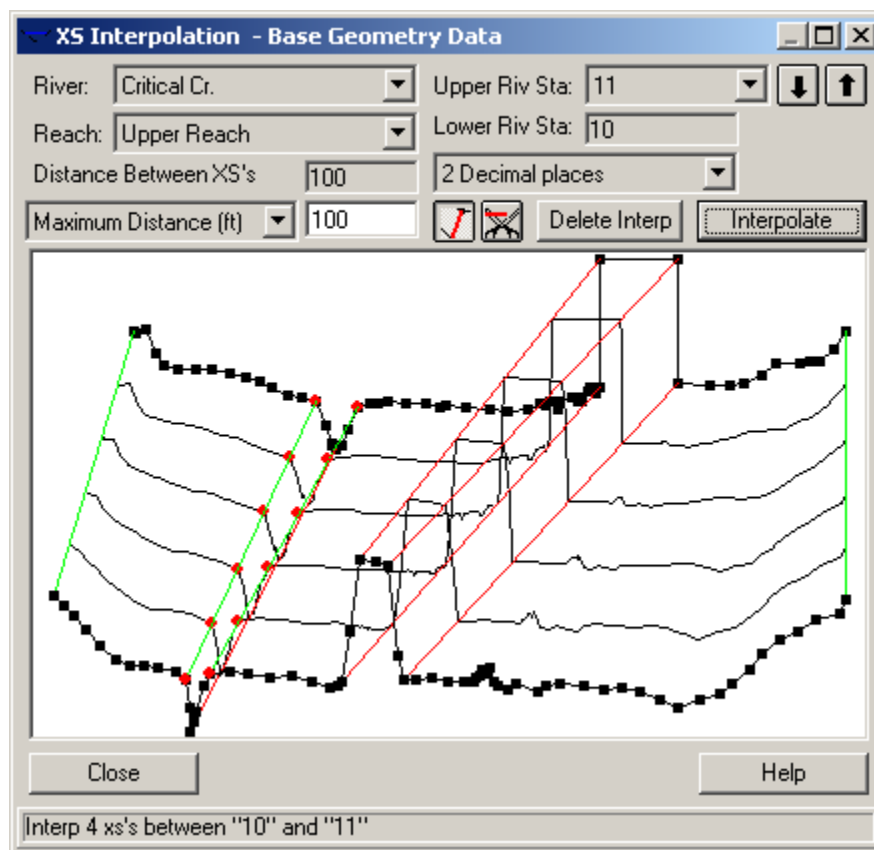 XS Interpolation - Base Geometry Data
River: Critical Cr. Upper Riv Sta: 11
Reach: Upper Reach Lower Riv Sta: 10
Distance Between XS's 100 2 Decimal places
Maximum Distance (ft) 100 Delete Interp Interpolate
Close Help
Interp 4 xs's between "10" and "11"